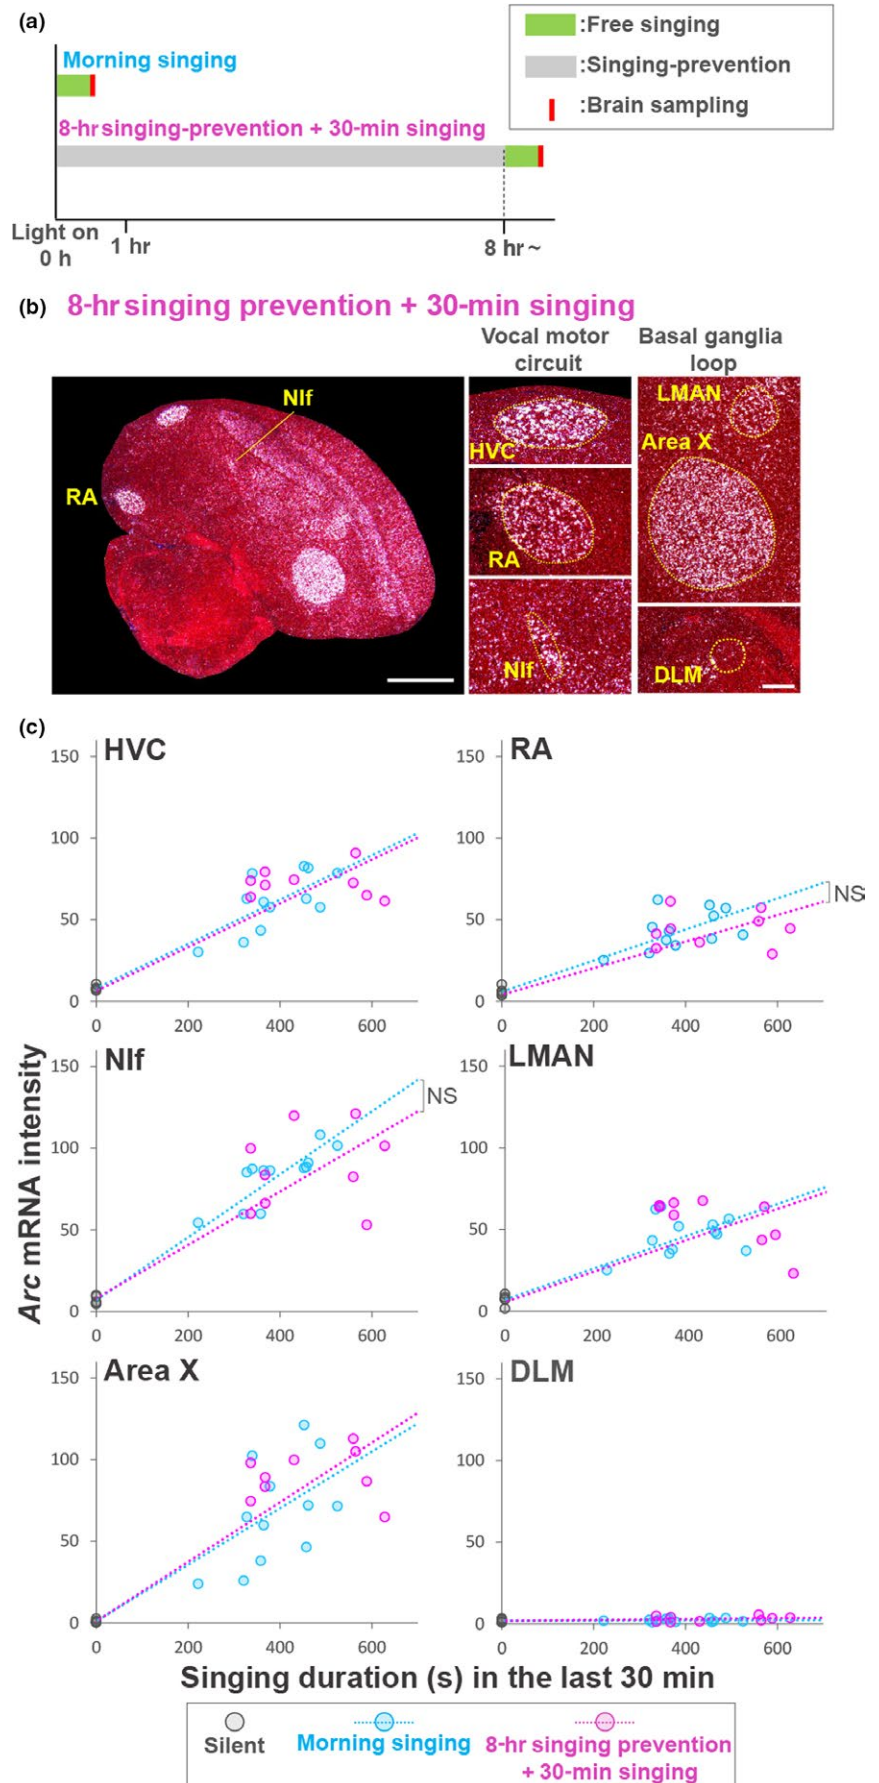 (a)
:Free singing
:Singing-prevention
:Brain sampling
Morning singing
8-hr singing-prevention + 30-min singing
Light on
0 h
1 hr
8 hr ~
(b) 8-hr singing prevention + 30-min singing
Vocal motor
circuit
Basal ganglia
loop
NIf
RA
HVC
RA
NIf
LMAN
Area X
DLM
(c)
HVC
150
100
50
0
0 200 400 600
RA
150
100
50
0
0 200 400 600
NS
NIf
150
100
50
0
0 200 400 600
NS
LMAN
150
100
50
0
0 200 400 600
Area X
150
100
50
0
0 200 400 600
DLM
150
100
50
0
0 200 400 600
Arc mRNA intensity
Singing duration (s) in the last 30 min
Silent
Morning singing
8-hr singing prevention
+ 30-min singing